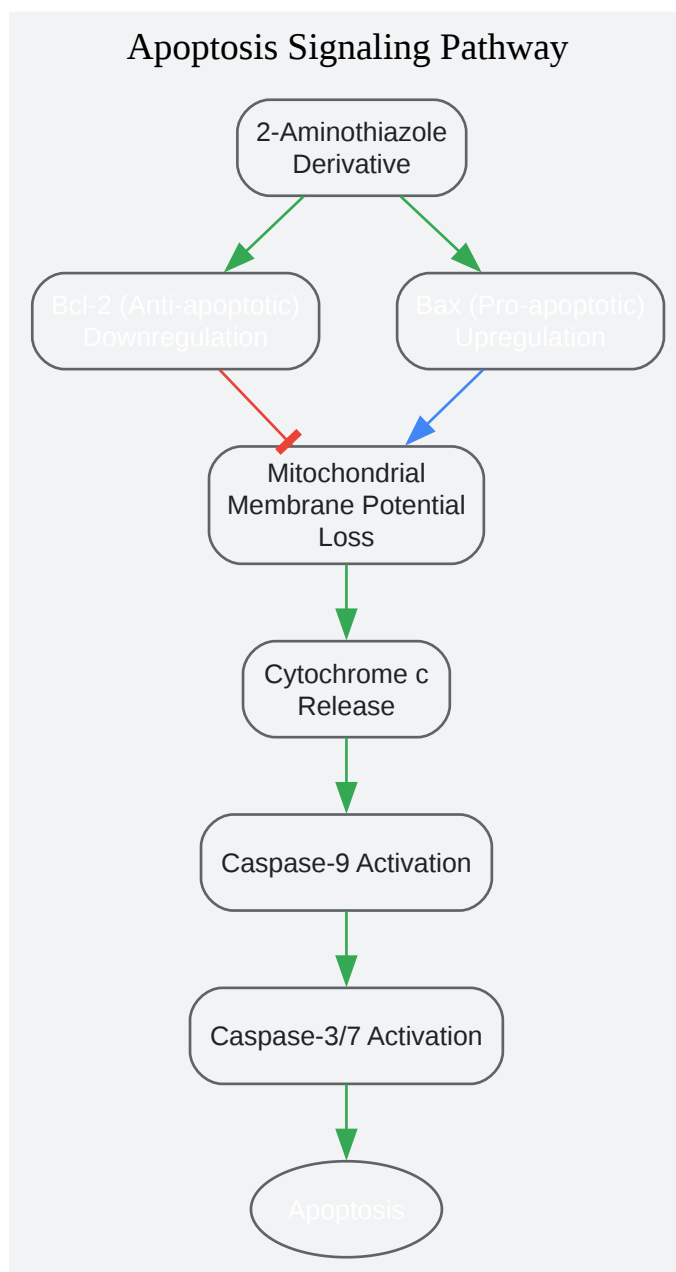 Apoptosis Signaling Pathway
2-Aminothiazole
Derivative
Bcl-2 (Anti-apoptotic)
Downregulation
Bax (Pro-apoptotic)
Upregulation
Mitochondrial
Membrane Potential
Loss
Cytochrome c
Release
Caspase-9 Activation
Caspase-3/7 Activation
Apoptosis